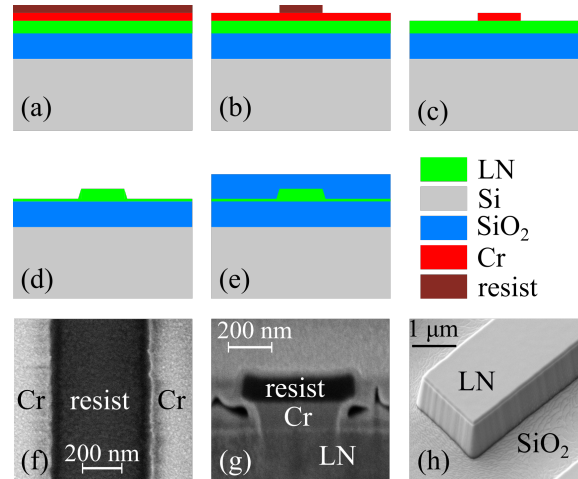 (a)
(b)
(c)
(d)
(e)
LN
Si
SiO₂
Cr
resist
Cr
resist
Cr
200 nm
(f)
200 nm
resist
Cr
LN
(g)
1 μm
LN
SiO₂
(h)